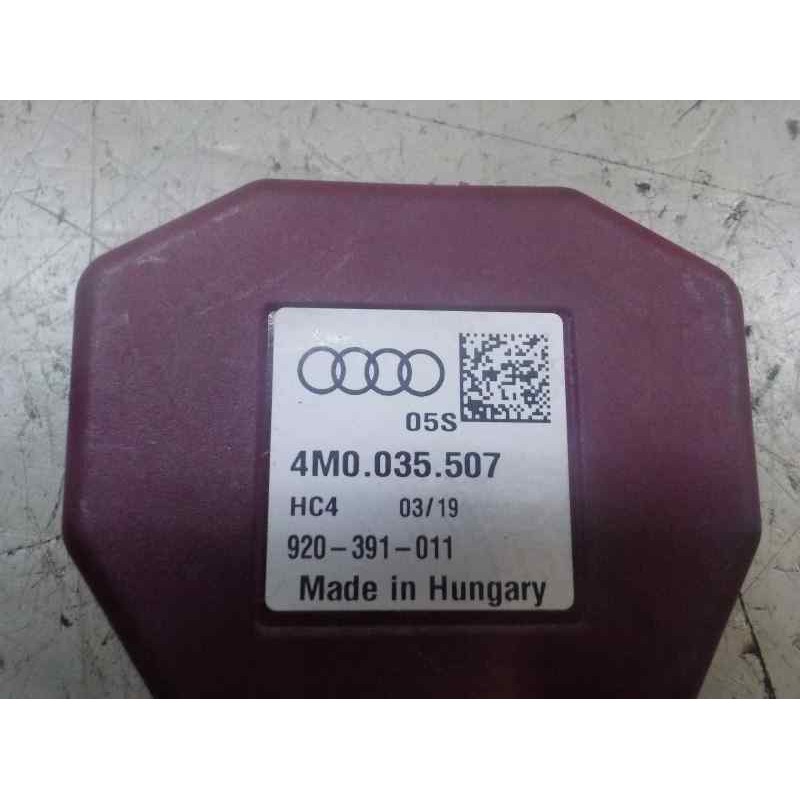 05S
4M0.035.507
HC4 03/19
920-391-011
Made in Hungary